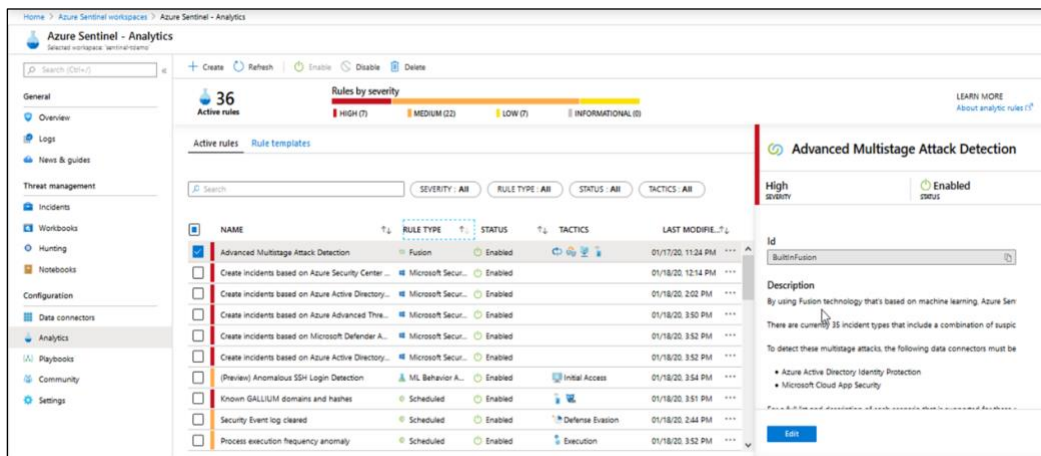 Home > Azure Sentinel workspaces > Azure Sentinel - Analytics
Azure Sentinel - Analytics
Selected workspace: 'sentinel-tdemo'
Search (Ctrl+/)
General
Overview
Logs
News & guides
Threat management
Incidents
Workbooks
Hunting
Notebooks
Configuration
Data connectors
Analytics
Playbooks
Community
Settings
+ Create Refresh Enable Disable Delete
36
Active rules
Rules by severity
HIGH (7) MEDIUM (22) LOW (7) INFORMATIONAL (0)
LEARN MORE
About analytic rules
Active rules Rule templates
Search SEVERITY : All RULE TYPE : All STATUS : All TACTICS : All
NAME RULE TYPE STATUS TACTICS LAST MODIFIE...
Advanced Multistage Attack Detection Fusion Enabled 01/17/20, 11:24 PM ...
Create incidents based on Azure Security Center ... Microsoft Secur... Enabled 01/18/20, 12:14 PM ...
Create incidents based on Azure Active Directory... Microsoft Secur... Enabled 01/18/20, 2:02 PM ...
Create incidents based on Azure Advanced Thre... Microsoft Secur... Enabled 01/18/20, 3:50 PM ...
Create incidents based on Microsoft Defender A... Microsoft Secur... Enabled 01/18/20, 3:52 PM ...
Create incidents based on Azure Active Directory... Microsoft Secur... Enabled 01/18/20, 3:52 PM ...
(Preview) Anomalous SSH Login Detection ML Behavior A... Enabled Initial Access 01/18/20, 3:54 PM ...
Known GALLIUM domains and hashes Scheduled Enabled 01/18/20, 3:51 PM ...
Security Event log cleared Scheduled Enabled Defense Evasion 01/18/20, 2:44 PM ...
Process execution frequency anomaly Scheduled Enabled Execution 01/18/20, 3:52 PM ...
Advanced Multistage Attack Detection
High Enabled
SEVERITY STATUS
Id
BuiltInFusion
Description
By using Fusion technology that's based on machine learning, Azure Sen
There are currently 35 incident types that include a combination of suspic
To detect these multistage attacks, the following data connectors must be
• Azure Active Directory Identity Protection
• Microsoft Cloud App Security
Edit